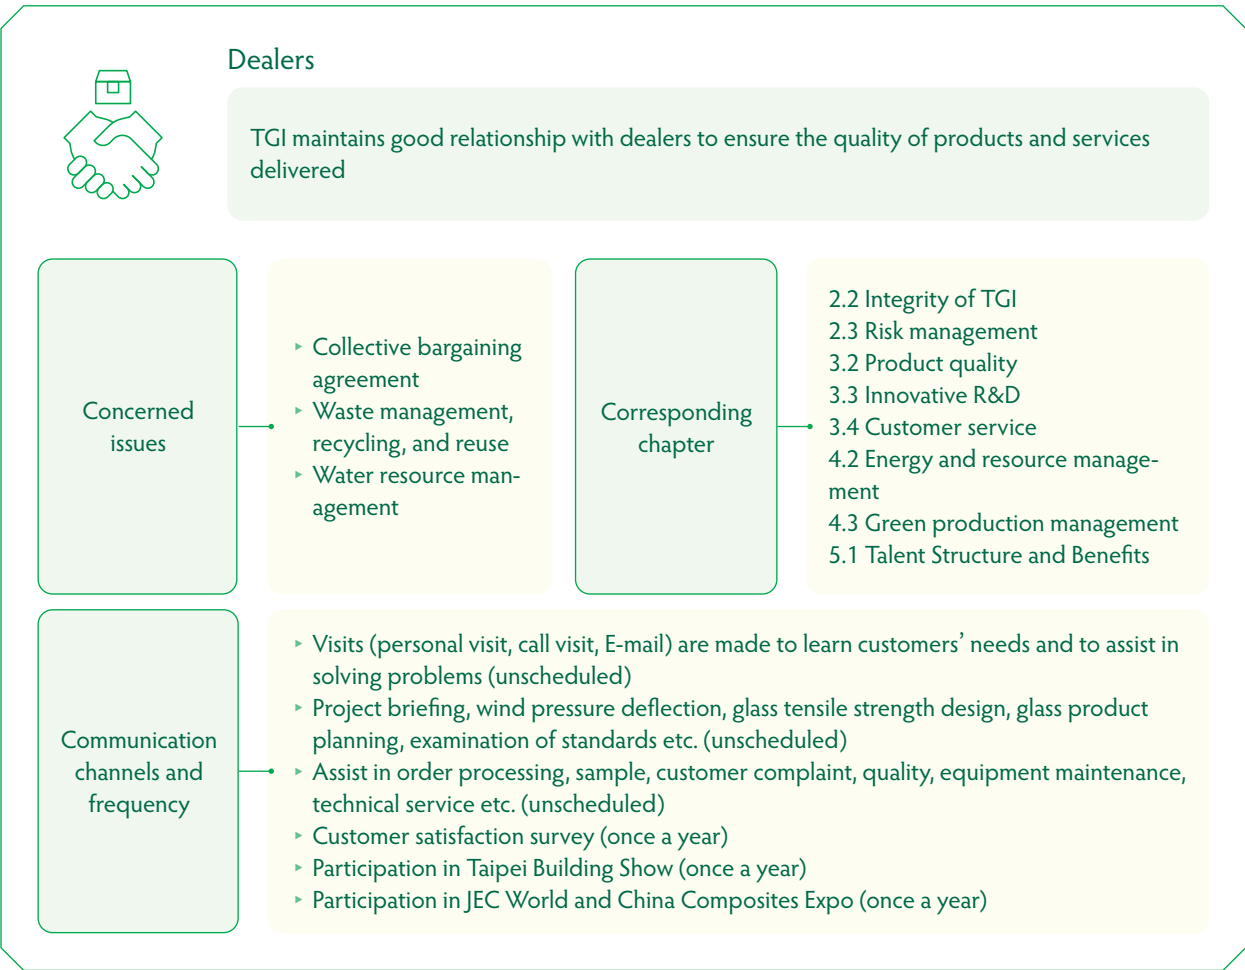 Dealers
TGI maintains good relationship with dealers to ensure the quality of products and services
delivered
Concerned
issues
▸ Collective bargaining
agreement
▸ Waste management,
recycling, and reuse
▸ Water resource man-
agement
Corresponding
chapter
2.2 Integrity of TGI
2.3 Risk management
3.2 Product quality
3.3 Innovative R&D
3.4 Customer service
4.2 Energy and resource manage-
ment
4.3 Green production management
5.1 Talent Structure and Benefits
Communication
channels and
frequency
▸ Visits (personal visit, call visit, E-mail) are made to learn customers’ needs and to assist in
solving problems (unscheduled)
▸ Project briefing, wind pressure deflection, glass tensile strength design, glass product
planning, examination of standards etc. (unscheduled)
▸ Assist in order processing, sample, customer complaint, quality, equipment maintenance,
technical service etc. (unscheduled)
▸ Customer satisfaction survey (once a year)
▸ Participation in Taipei Building Show (once a year)
▸ Participation in JEC World and China Composites Expo (once a year)